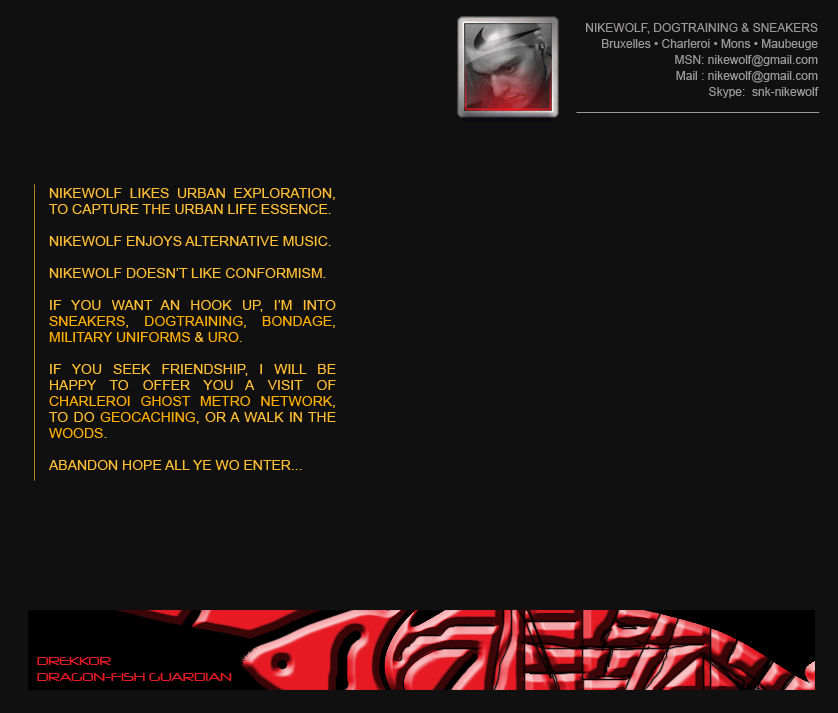 NIKEWOLF, DOGTRAINING & SNEAKERS
Bruxelles • Charleroi • Mons • Maubeuge
MSN: nikewolf@gmail.com
Mail : nikewolf@gmail.com
Skype:  snk-nikewolf
NIKEWOLF LIKES URBAN EXPLORATION,
TO CAPTURE THE URBAN LIFE ESSENCE.
NIKEWOLF ENJOYS ALTERNATIVE MUSIC.
NIKEWOLF DOESN'T LIKE CONFORMISM.
IF YOU WANT AN HOOK UP, I'M INTO
SNEAKERS, DOGTRAINING, BONDAGE,
MILITARY UNIFORMS & URO.
IF YOU SEEK FRIENDSHIP, I WILL BE
HAPPY TO OFFER YOU A VISIT OF
CHARLEROI GHOST METRO NETWORK,
TO DO GEOCACHING, OR A WALK IN THE
WOODS.
ABANDON HOPE ALL YE WO ENTER...
DREKKOR
DRAGON-FISH GUARDIAN